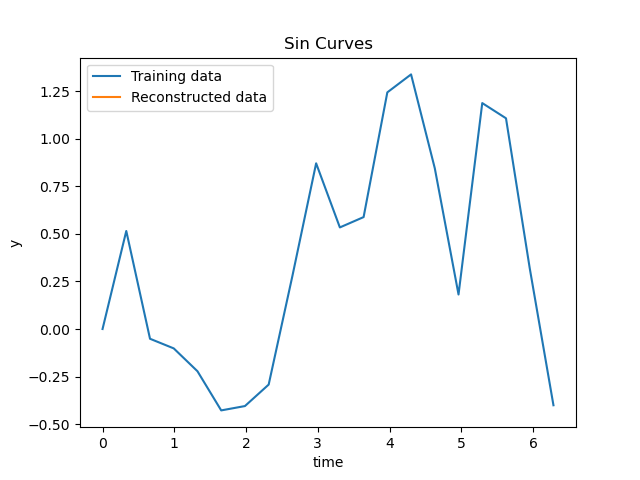 Sin Curves
Training data
Reconstructed data
1.25
1.00
0.75
0.50
0.25
0.00
−0.25
−0.50
y
0 1 2 3 4 5 6
time